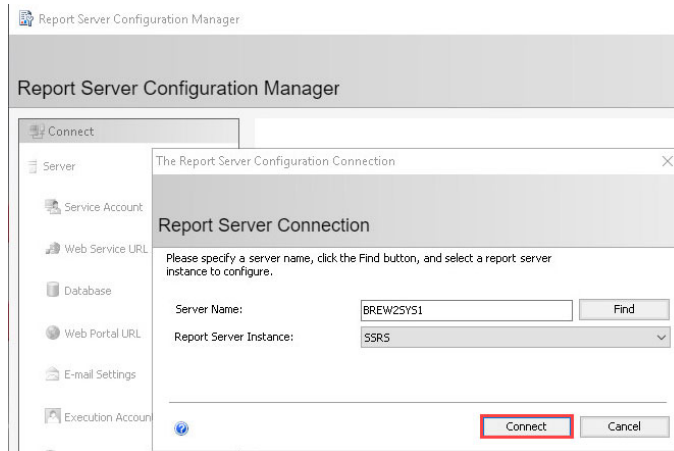 Report Server Configuration Manager
Report Server Configuration Manager
Connect
Server
Service Account
Web Service URL
Database
Web Portal URL
E-mail Settings
Execution Accoun
The Report Server Configuration Connection
Report Server Connection
Please specify a server name, click the Find button, and select a report server
instance to configure.
Server Name:
BREW2SYS1
Find
Report Server Instance:
SSRS
Connect
Cancel